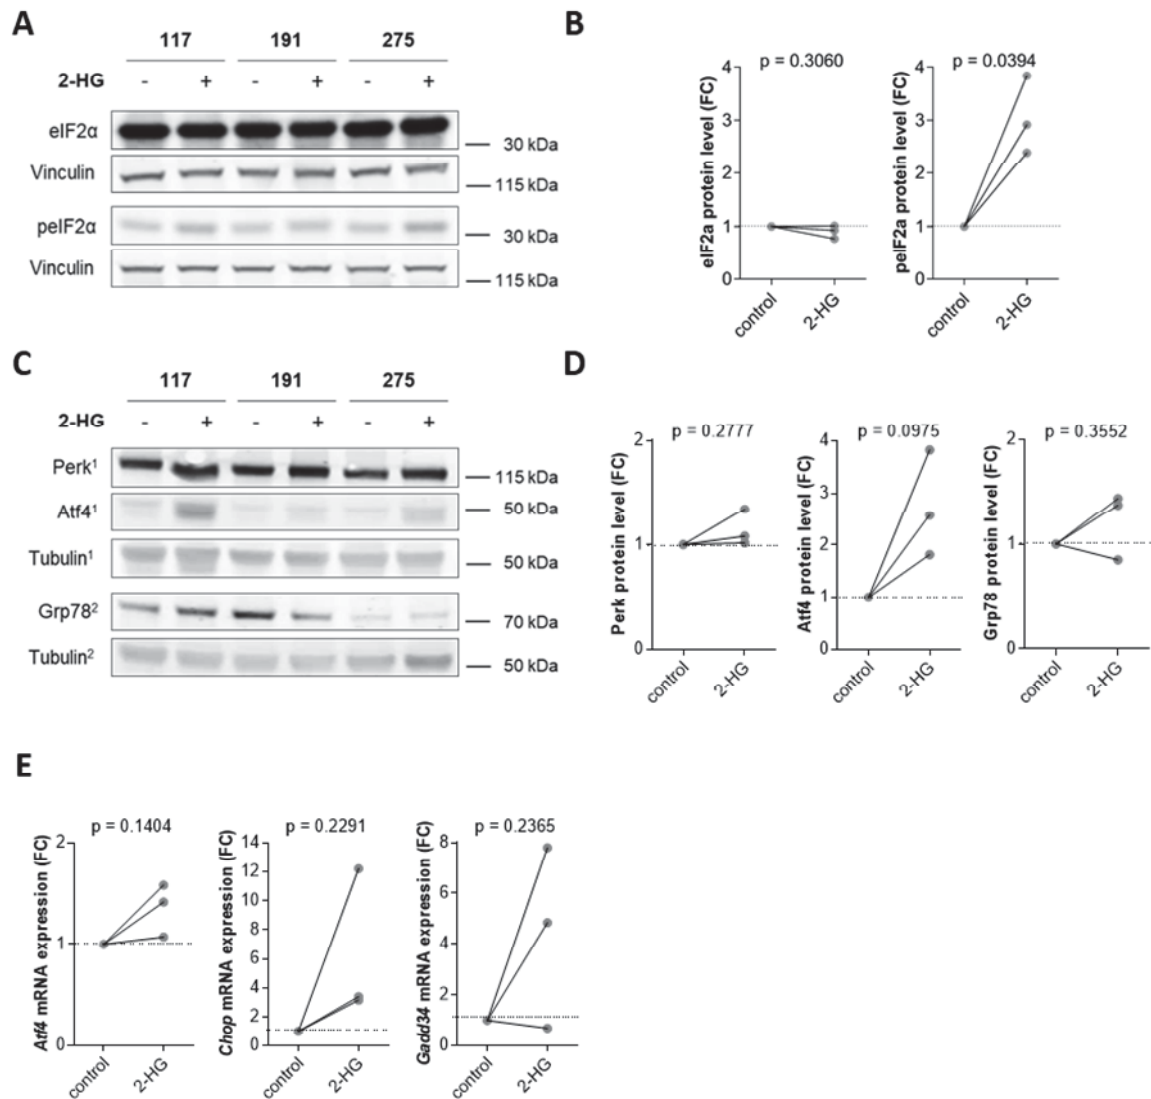 A
117 191 275
2-HG - + - + - +
eIF2α
30 kDa
Vinculin
115 kDa
peIF2α
30 kDa
Vinculin
115 kDa
B
p = 0.3060
eIF2a protein level (FC)
4
3
2
1
0
control
2-HG
p = 0.0394
peIF2a protein level (FC)
4
3
2
1
0
control
2-HG
C
117 191 275
2-HG - + - + - +
Perk¹
115 kDa
Atf4¹
50 kDa
Tubulin¹
50 kDa
Grp78²
70 kDa
Tubulin²
50 kDa
D
p = 0.2777
Perk protein level (FC)
2
1
0
control
2-HG
p = 0.0975
Atf4 protein level (FC)
4
3
2
1
0
control
2-HG
p = 0.3552
Grp78 protein level (FC)
2
1
0
control
2-HG
E
p = 0.1404
Atf4 mRNA expression (FC)
2
1
0
control
2-HG
p = 0.2291
Chop mRNA expression (FC)
14
12
10
8
6
4
2
0
control
2-HG
p = 0.2365
Gadd34 mRNA expression (FC)
8
6
4
2
0
control
2-HG